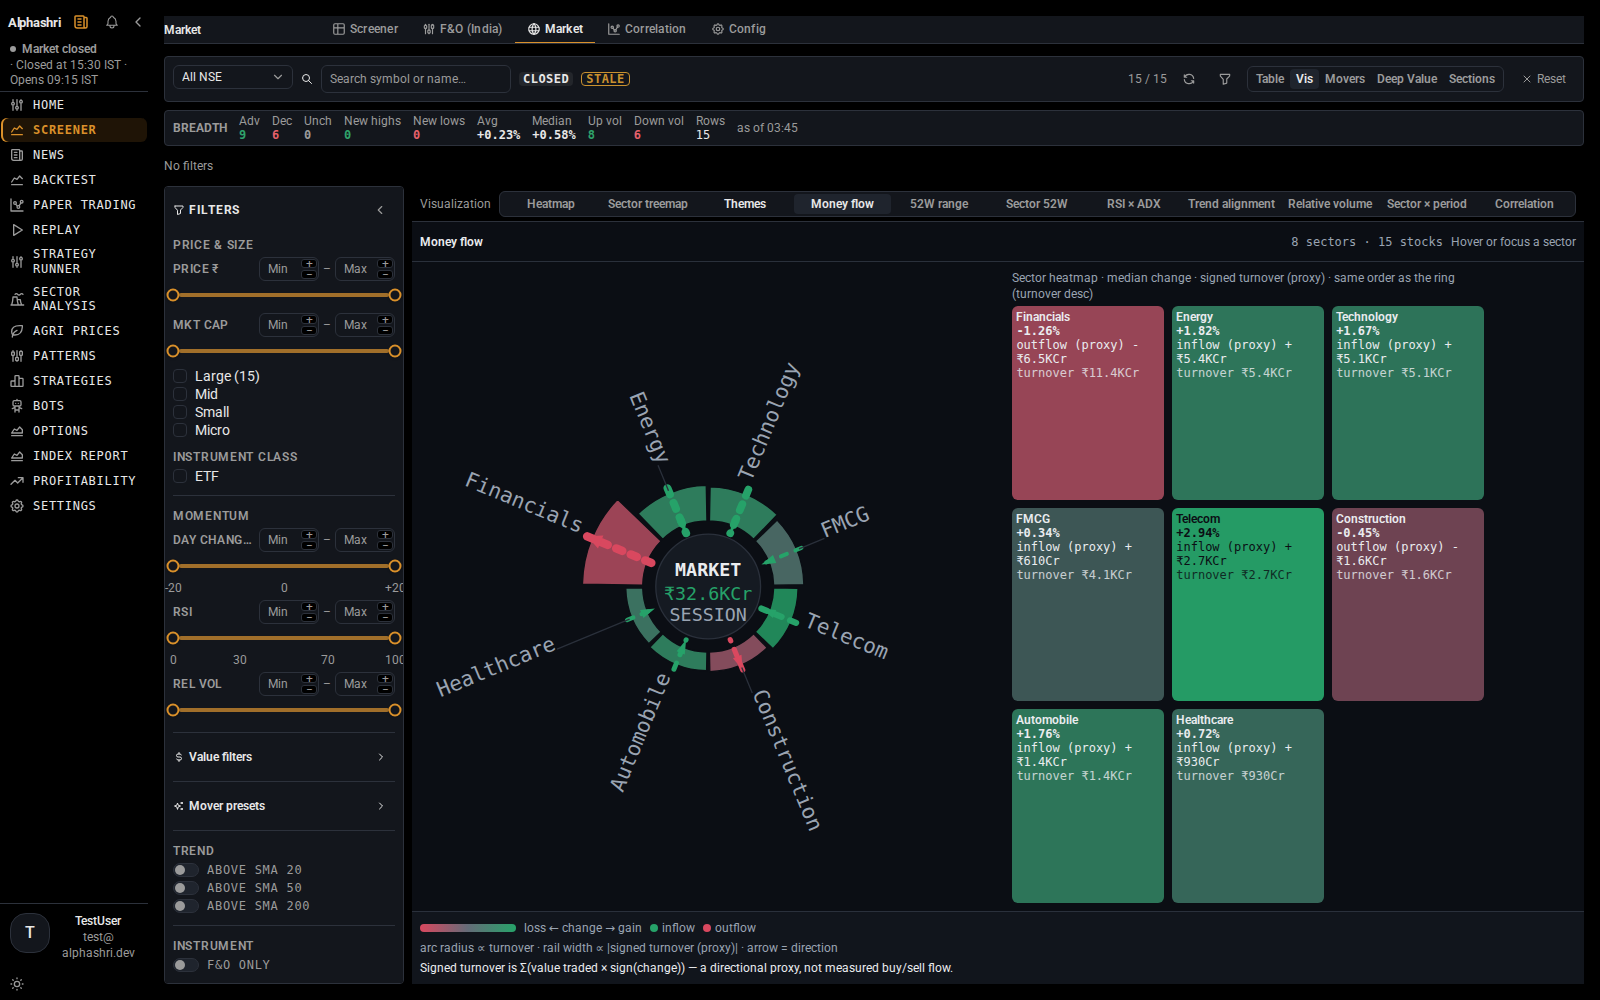 Alphashri
Market closed
· Closed at 15:30 IST ·
Opens 09:15 IST
HOME
SCREENER
NEWS
BACKTEST
PAPER TRADING
REPLAY
STRATEGY
RUNNER
SECTOR
ANALYSIS
AGRI PRICES
PATTERNS
STRATEGIES
BOTS
OPTIONS
INDEX REPORT
PROFITABILITY
SETTINGS
T
TestUser
test@
alphashri.dev
Market
Screener
F&O (India)
Market
Correlation
Config
All NSE
Search symbol or name…
CLOSED
STALE
15 / 15
Table
Vis
Movers
Deep Value
Sections
Reset
BREADTH
Adv
9
Dec
6
Unch
0
New highs
0
New lows
0
Avg
+0.23%
Median
+0.58%
Up vol
8
Down vol
6
Rows
15
as of 03:45
No filters
FILTERS
PRICE & SIZE
PRICE ₹ Min – Max
MKT CAP Min – Max
Large (15)
Mid
Small
Micro
INSTRUMENT CLASS
ETF
MOMENTUM
DAY CHANG… Min – Max
-20 0 +20
RSI Min – Max
0 30 70 100
REL VOL Min – Max
Value filters
Mover presets
TREND
ABOVE SMA 20
ABOVE SMA 50
ABOVE SMA 200
INSTRUMENT
F&O ONLY
Visualization
Heatmap
Sector treemap
Themes
Money flow
52W range
Sector 52W
RSI × ADX
Trend alignment
Relative volume
Sector × period
Correlation
Money flow
8 sectors · 15 stocks Hover or focus a sector
Energy
Technology
Financials
FMCG
MARKET
₹32.6KCr
SESSION
Telecom
Healthcare
Automobile
Construction
Sector heatmap · median change · signed turnover (proxy) · same order as the ring
(turnover desc)
Financials
-1.26%
outflow (proxy) -
₹6.5KCr
turnover ₹11.4KCr
Energy
+1.82%
inflow (proxy) +
₹5.4KCr
turnover ₹5.4KCr
Technology
+1.67%
inflow (proxy) +
₹5.1KCr
turnover ₹5.1KCr
FMCG
+0.34%
inflow (proxy) +
₹610Cr
turnover ₹4.1KCr
Telecom
+2.94%
inflow (proxy) +
₹2.7KCr
turnover ₹2.7KCr
Construction
-0.45%
outflow (proxy) -
₹1.6KCr
turnover ₹1.6KCr
Automobile
+1.76%
inflow (proxy) +
₹1.4KCr
turnover ₹1.4KCr
Healthcare
+0.72%
inflow (proxy) +
₹930Cr
turnover ₹930Cr
loss ← change → gain inflow outflow
arc radius ∝ turnover · rail width ∝ |signed turnover (proxy)| · arrow = direction
Signed turnover is Σ(value traded × sign(change)) — a directional proxy, not measured buy/sell flow.